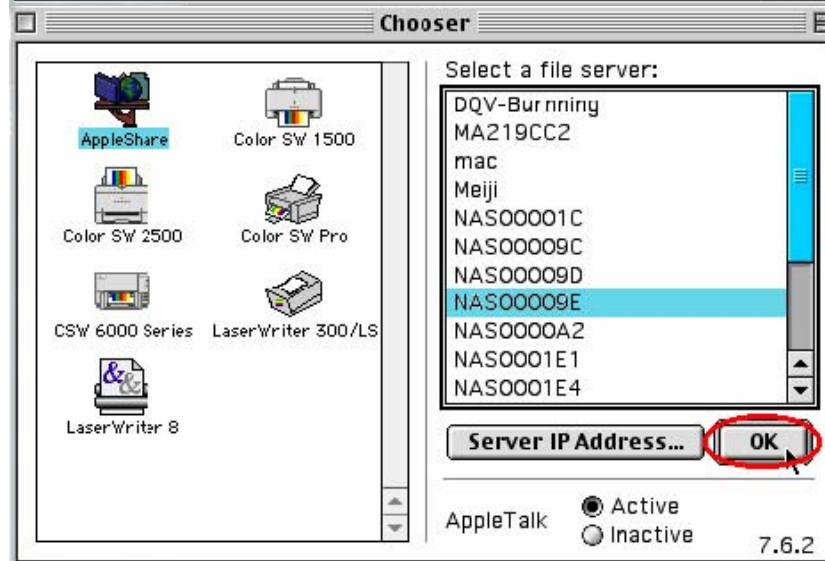 Chooser
AppleShare
Color SW 1500
Color SW 2500
Color SW Pro
CSW 6000 Series
LaserWriter 300/LS
LaserWriter 8
Select a file server:
DQV-Burnning
MA219CC2
mac
Meiji
NAS00001C
NAS00009C
NAS00009D
NAS00009E
NAS0000A2
NAS0001E1
NAS0001E4
Server IP Address...
OK
AppleTalk
Active
Inactive
7.6.2